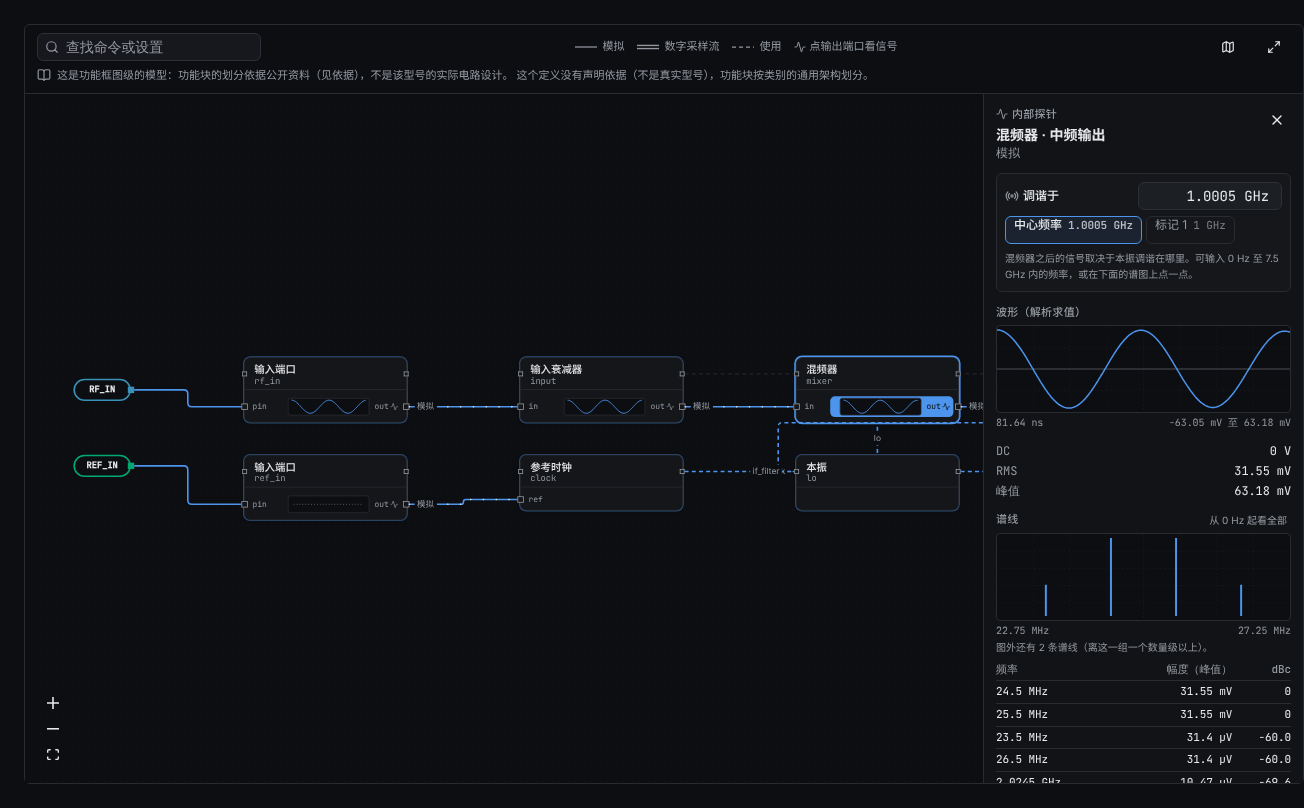 查找命令或设置
模拟 数字采样流 使用 点输出端口看信号
这是功能框图级的模型：功能块的划分依据公开资料（见依据），不是该型号的实际电路设计。 这个定义没有声明依据（不是真实型号），功能块按类别的通用架构划分。
RF_IN
输入端口
rf_in
pin out 模拟
输入衰减器
input
in out 模拟
混频器
mixer
in out 模拟
lo
REF_IN
输入端口
ref_in
pin out 模拟
参考时钟
clock
ref
if_filter
本振
lo
内部探针
混频器 · 中频输出
模拟
调谐于 1.0005 GHz
中心频率 1.0005 GHz 标记 1 1 GHz
混频器之后的信号取决于本振调谐在哪里。可输入 0 Hz 至 7.5
GHz 内的频率，或在下面的谱图上点一点。
波形（解析求值）
81.64 ns -63.05 mV 至 63.18 mV
DC 0 V
RMS 31.55 mV
峰值 63.18 mV
谱线 从 0 Hz 起看全部
22.75 MHz 27.25 MHz
图外还有 2 条谱线（离这一组一个数量级以上）。
频率 幅度（峰值） dBc
24.5 MHz 31.55 mV 0
25.5 MHz 31.55 mV 0
23.5 MHz 31.4 µV -60.0
26.5 MHz 31.4 µV -60.0
2.0245 GHz 10.47 µV -69.6